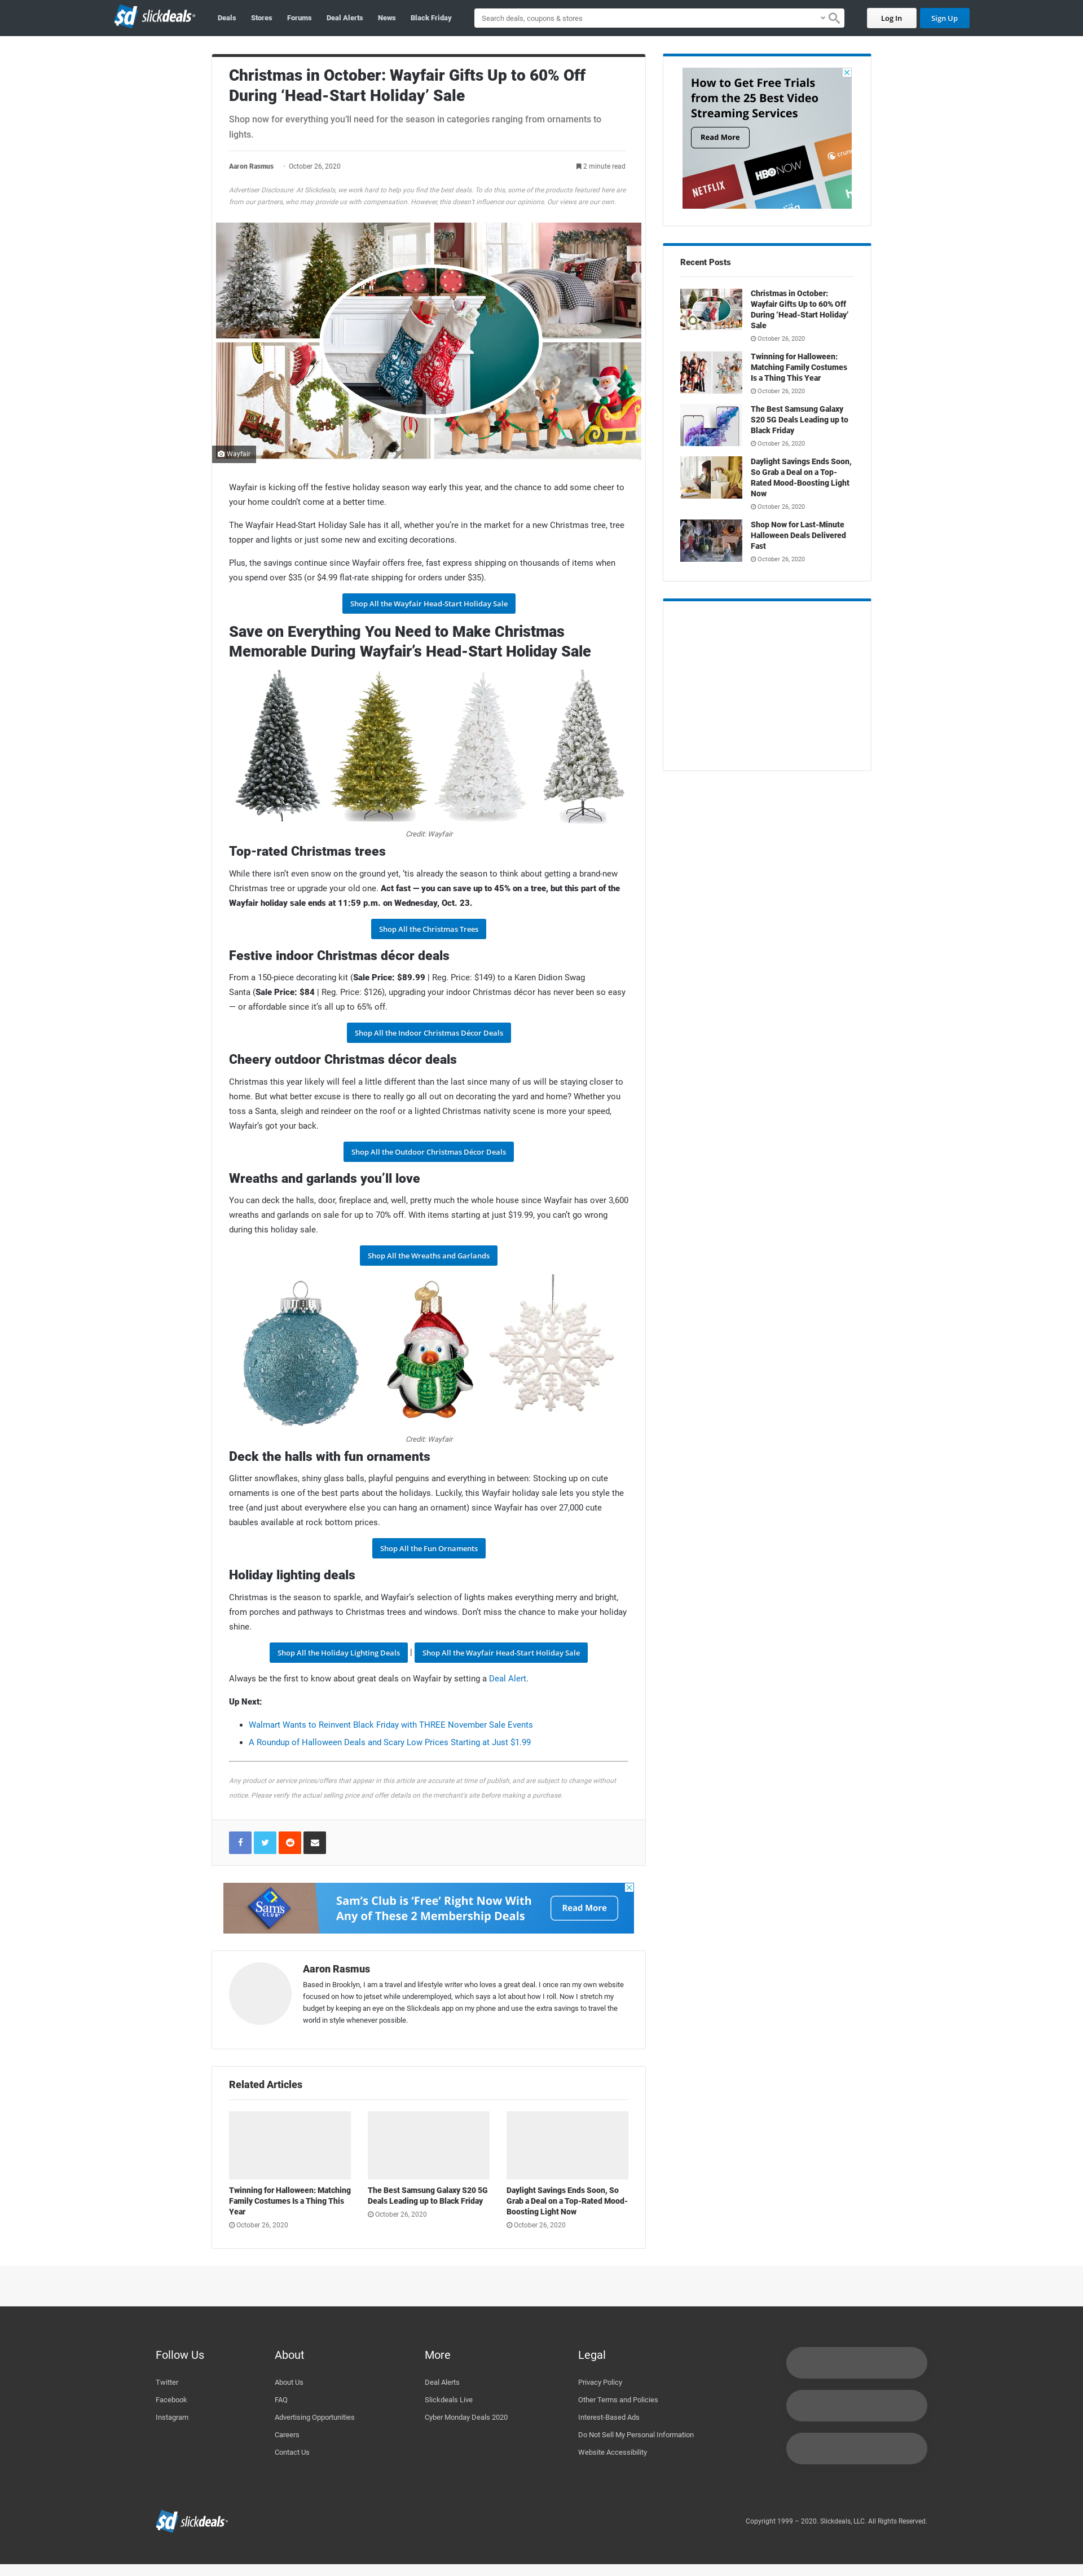 sd slickdeals
Deals
Stores
Forums
Deal Alerts
News
Black Friday
Search deals, coupons & stores
Log In
Sign Up
Christmas in October: Wayfair Gifts Up to 60% Off
During ‘Head-Start Holiday’ Sale
Shop now for everything you’ll need for the season in categories ranging from ornaments to
lights.
Aaron Rasmus · October 26, 2020
2 minute read
Advertiser Disclosure: At Slickdeals, we work hard to help you find the best deals. To do this, some of the products featured here are
from our partners, who may provide us with compensation. However, this doesn’t influence our opinions. Our views are our own.
Wayfair
Wayfair is kicking off the festive holiday season way early this year, and the chance to add some cheer to
your home couldn’t come at a better time.
The Wayfair Head-Start Holiday Sale has it all, whether you’re in the market for a new Christmas tree, tree
topper and lights or just some new and exciting decorations.
Plus, the savings continue since Wayfair offers free, fast express shipping on thousands of items when
you spend over $35 (or $4.99 flat-rate shipping for orders under $35).
Shop All the Wayfair Head-Start Holiday Sale
Save on Everything You Need to Make Christmas
Memorable During Wayfair’s Head-Start Holiday Sale
Credit: Wayfair
Top-rated Christmas trees
While there isn’t even snow on the ground yet, ’tis already the season to think about getting a brand-new
Christmas tree or upgrade your old one. Act fast — you can save up to 45% on a tree, but this part of the
Wayfair holiday sale ends at 11:59 p.m. on Wednesday, Oct. 23.
Shop All the Christmas Trees
Festive indoor Christmas décor deals
From a 150-piece decorating kit (Sale Price: $89.99 | Reg. Price: $149) to a Karen Didion Swag
Santa (Sale Price: $84 | Reg. Price: $126), upgrading your indoor Christmas décor has never been so easy
— or affordable since it’s all up to 65% off.
Shop All the Indoor Christmas Décor Deals
Cheery outdoor Christmas décor deals
Christmas this year likely will feel a little different than the last since many of us will be staying closer to
home. But what better excuse is there to really go all out on decorating the yard and home? Whether you
toss a Santa, sleigh and reindeer on the roof or a lighted Christmas nativity scene is more your speed,
Wayfair’s got your back.
Shop All the Outdoor Christmas Décor Deals
Wreaths and garlands you’ll love
You can deck the halls, door, fireplace and, well, pretty much the whole house since Wayfair has over 3,600
wreaths and garlands on sale for up to 70% off. With items starting at just $19.99, you can’t go wrong
during this holiday sale.
Shop All the Wreaths and Garlands
Credit: Wayfair
Deck the halls with fun ornaments
Glitter snowflakes, shiny glass balls, playful penguins and everything in between: Stocking up on cute
ornaments is one of the best parts about the holidays. Luckily, this Wayfair holiday sale lets you style the
tree (and just about everywhere else you can hang an ornament) since Wayfair has over 27,000 cute
baubles available at rock bottom prices.
Shop All the Fun Ornaments
Holiday lighting deals
Christmas is the season to sparkle, and Wayfair’s selection of lights makes everything merry and bright,
from porches and pathways to Christmas trees and windows. Don’t miss the chance to make your holiday
shine.
Shop All the Holiday Lighting Deals | Shop All the Wayfair Head-Start Holiday Sale
Always be the first to know about great deals on Wayfair by setting a Deal Alert.
Up Next:
Walmart Wants to Reinvent Black Friday with THREE November Sale Events
A Roundup of Halloween Deals and Scary Low Prices Starting at Just $1.99
Any product or service prices/offers that appear in this article are accurate at time of publish, and are subject to change without
notice. Please verify the actual selling price and offer details on the merchant’s site before making a purchase.
Sam’s
CLUB
Sam’s Club is ‘Free’ Right Now With
Any of These 2 Membership Deals
Read More
Aaron Rasmus
Based in Brooklyn, I am a travel and lifestyle writer who loves a great deal. I once ran my own website
focused on how to jetset while underemployed, which says a lot about how I roll. Now I stretch my
budget by keeping an eye on the Slickdeals app on my phone and use the extra savings to travel the
world in style whenever possible.
Related Articles
Twinning for Halloween: Matching
Family Costumes Is a Thing This
Year
October 26, 2020
The Best Samsung Galaxy S20 5G
Deals Leading up to Black Friday
October 26, 2020
Daylight Savings Ends Soon, So
Grab a Deal on a Top-Rated Mood-
Boosting Light Now
October 26, 2020
How to Get Free Trials
from the 25 Best Video
Streaming Services
Read More
NETFLIX
HBO NOW
crunc
h
Recent Posts
Christmas in October:
Wayfair Gifts Up to 60% Off
During ‘Head-Start Holiday’
Sale
October 26, 2020
Twinning for Halloween:
Matching Family Costumes
Is a Thing This Year
October 26, 2020
The Best Samsung Galaxy
S20 5G Deals Leading up to
Black Friday
October 26, 2020
Daylight Savings Ends Soon,
So Grab a Deal on a Top-
Rated Mood-Boosting Light
Now
October 26, 2020
Shop Now for Last-Minute
Halloween Deals Delivered
Fast
October 26, 2020
Follow Us
Twitter
Facebook
Instagram
About
About Us
FAQ
Advertising Opportunities
Careers
Contact Us
More
Deal Alerts
Slickdeals Live
Cyber Monday Deals 2020
Legal
Privacy Policy
Other Terms and Policies
Interest-Based Ads
Do Not Sell My Personal Information
Website Accessibility
sd slickdeals
Copyright 1999 – 2020. Slickdeals, LLC. All Rights Reserved.